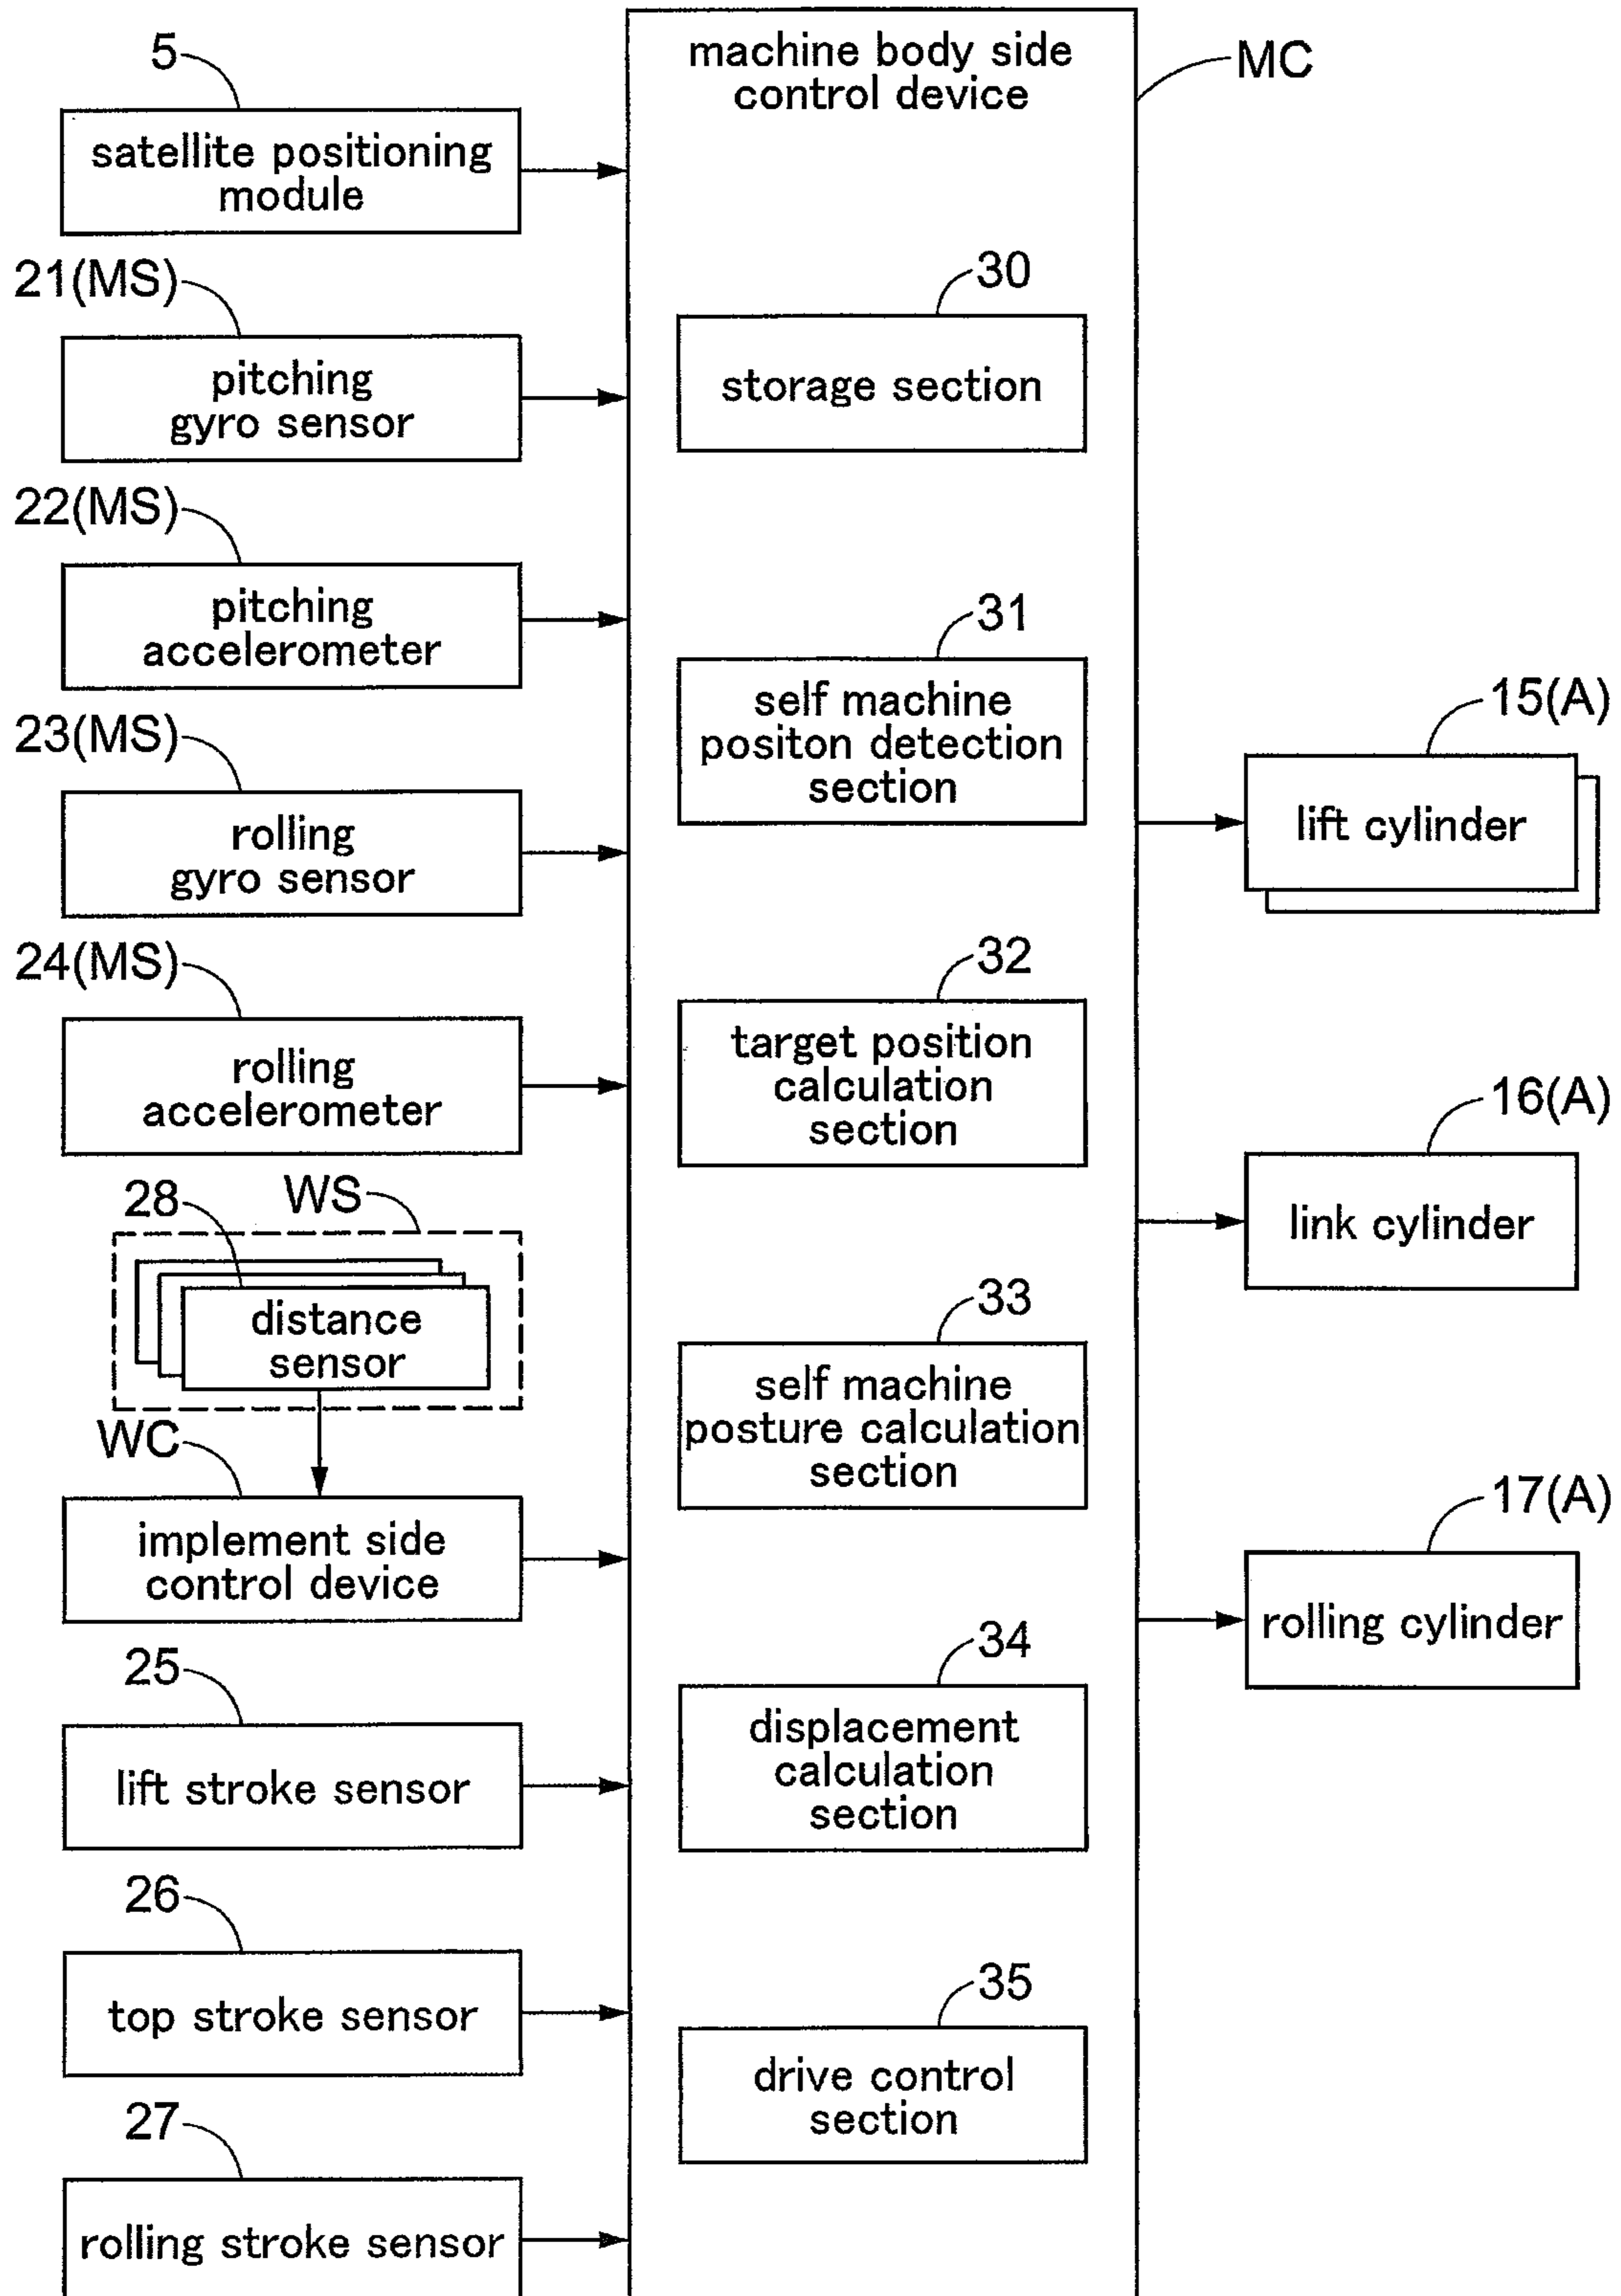 5
satellite positioning
module
21(MS)
pitching
gyro sensor
22(MS)
pitching
accelerometer
23(MS)
rolling
gyro sensor
24(MS)
rolling
accelerometer
28
WS
distance
sensor
WC
implement side
control device
25
lift stroke sensor
26
top stroke sensor
27
rolling stroke sensor
machine body side
control device
MC
30
storage section
31
self machine
positon detection
section
32
target position
calculation
section
33
self machine
posture calculation
section
34
displacement
calculation
section
35
drive control
section
15(A)
lift cylinder
16(A)
link cylinder
17(A)
rolling cylinder